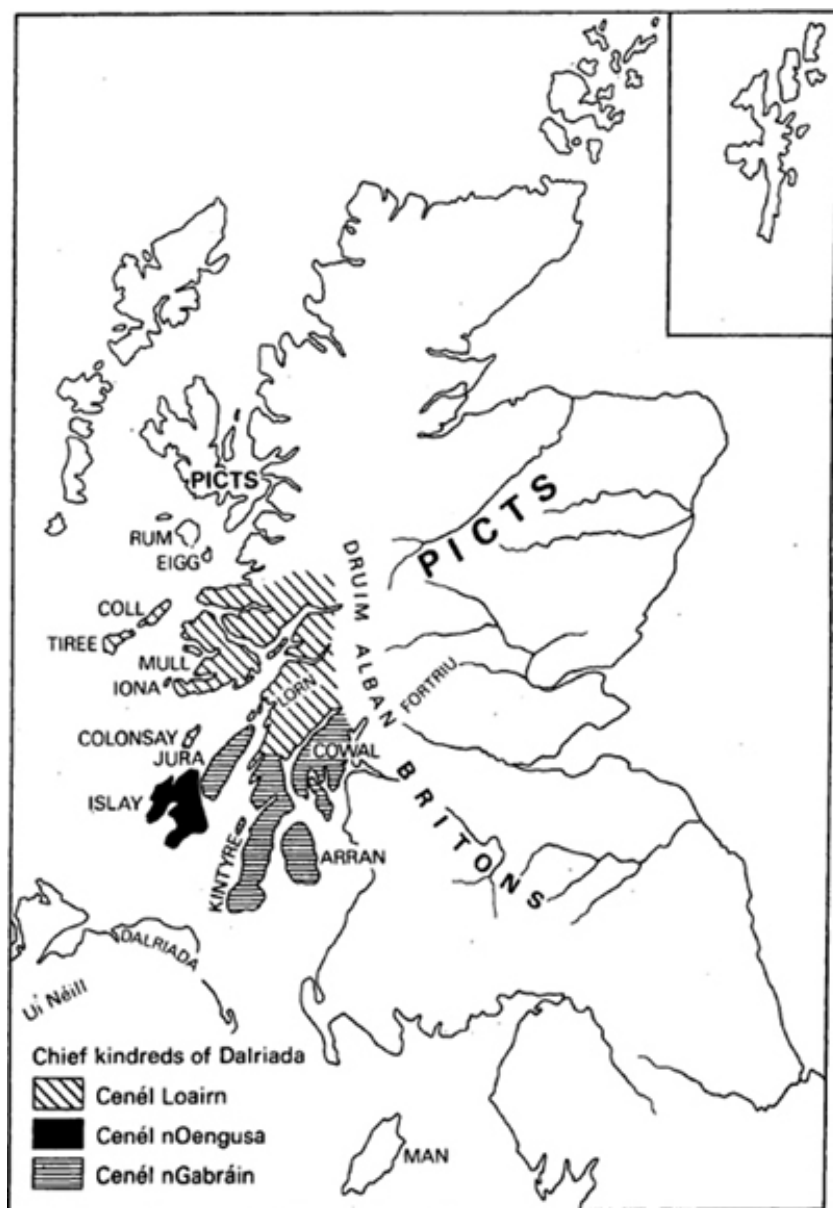 PICTS
RUM
EIGG
PICTS
DRUIM ALBAN
COLL
TIREE
MULL
IONA
LORN
FORTRIU
COLONSAY
JURA
COWAL
ISLAY
BRITONS
KINTYRE
ARRAN
DALRIADA
Uí Néill
Chief kindreds of Dalriada
Cenél Loairn
Cenél nOengusa
Cenél nGabráin
MAN